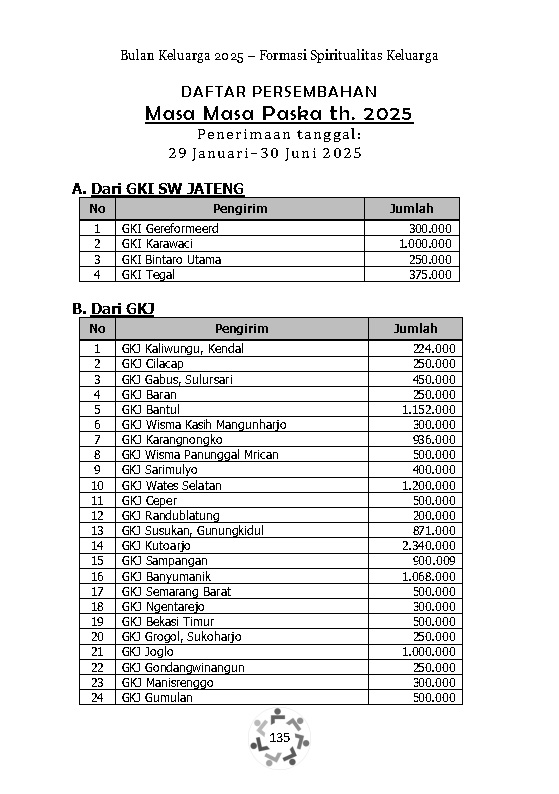 Bulan Keluarga 2025 – Formasi Spiritualitas Keluarga
DAFTAR PERSEMBAHAN
Masa Masa Paska th. 2025
Penerimaan tanggal:
29 Januari–30 Juni 2025
A. Dari GKI SW JATENG
No Pengirim Jumlah
1 GKI Gereformeerd 300.000
2 GKI Karawaci 1.000.000
3 GKI Bintaro Utama 250.000
4 GKI Tegal 375.000
B. Dari GKJ
No Pengirim Jumlah
1 GKJ Kaliwungu, Kendal 224.000
2 GKJ Cilacap 250.000
3 GKJ Gabus, Sulursari 450.000
4 GKJ Baran 250.000
5 GKJ Bantul 1.152.000
6 GKJ Wisma Kasih Mangunharjo 300.000
7 GKJ Karangnongko 936.000
8 GKJ Wisma Panunggal Mrican 500.000
9 GKJ Sarimulyo 400.000
10 GKJ Wates Selatan 1.200.000
11 GKJ Ceper 500.000
12 GKJ Randublatung 200.000
13 GKJ Susukan, Gunungkidul 871.000
14 GKJ Kutoarjo 2.340.000
15 GKJ Sampangan 900.009
16 GKJ Banyumanik 1.068.000
17 GKJ Semarang Barat 500.000
18 GKJ Ngentarejo 300.000
19 GKJ Bekasi Timur 500.000
20 GKJ Grogol, Sukoharjo 250.000
21 GKJ Joglo 1.000.000
22 GKJ Gondangwinangun 250.000
23 GKJ Manisrenggo 300.000
24 GKJ Gumulan 500.000
135